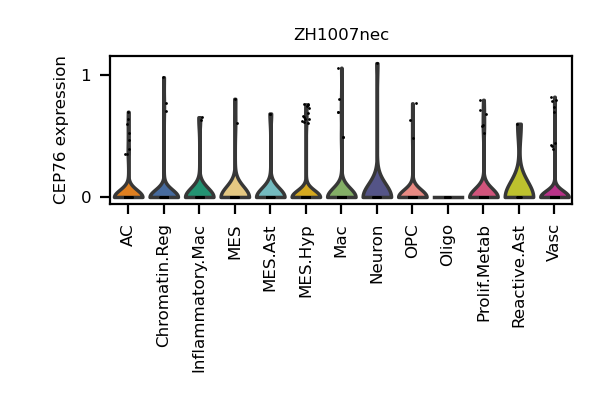 ZH1007nec
CEP76 expression
1
0
AC
Chromatin.Reg
Inflammatory.Mac
MES
MES.Ast
MES.Hyp
Mac
Neuron
OPC
Oligo
Prolif.Metab
Reactive.Ast
Vasc